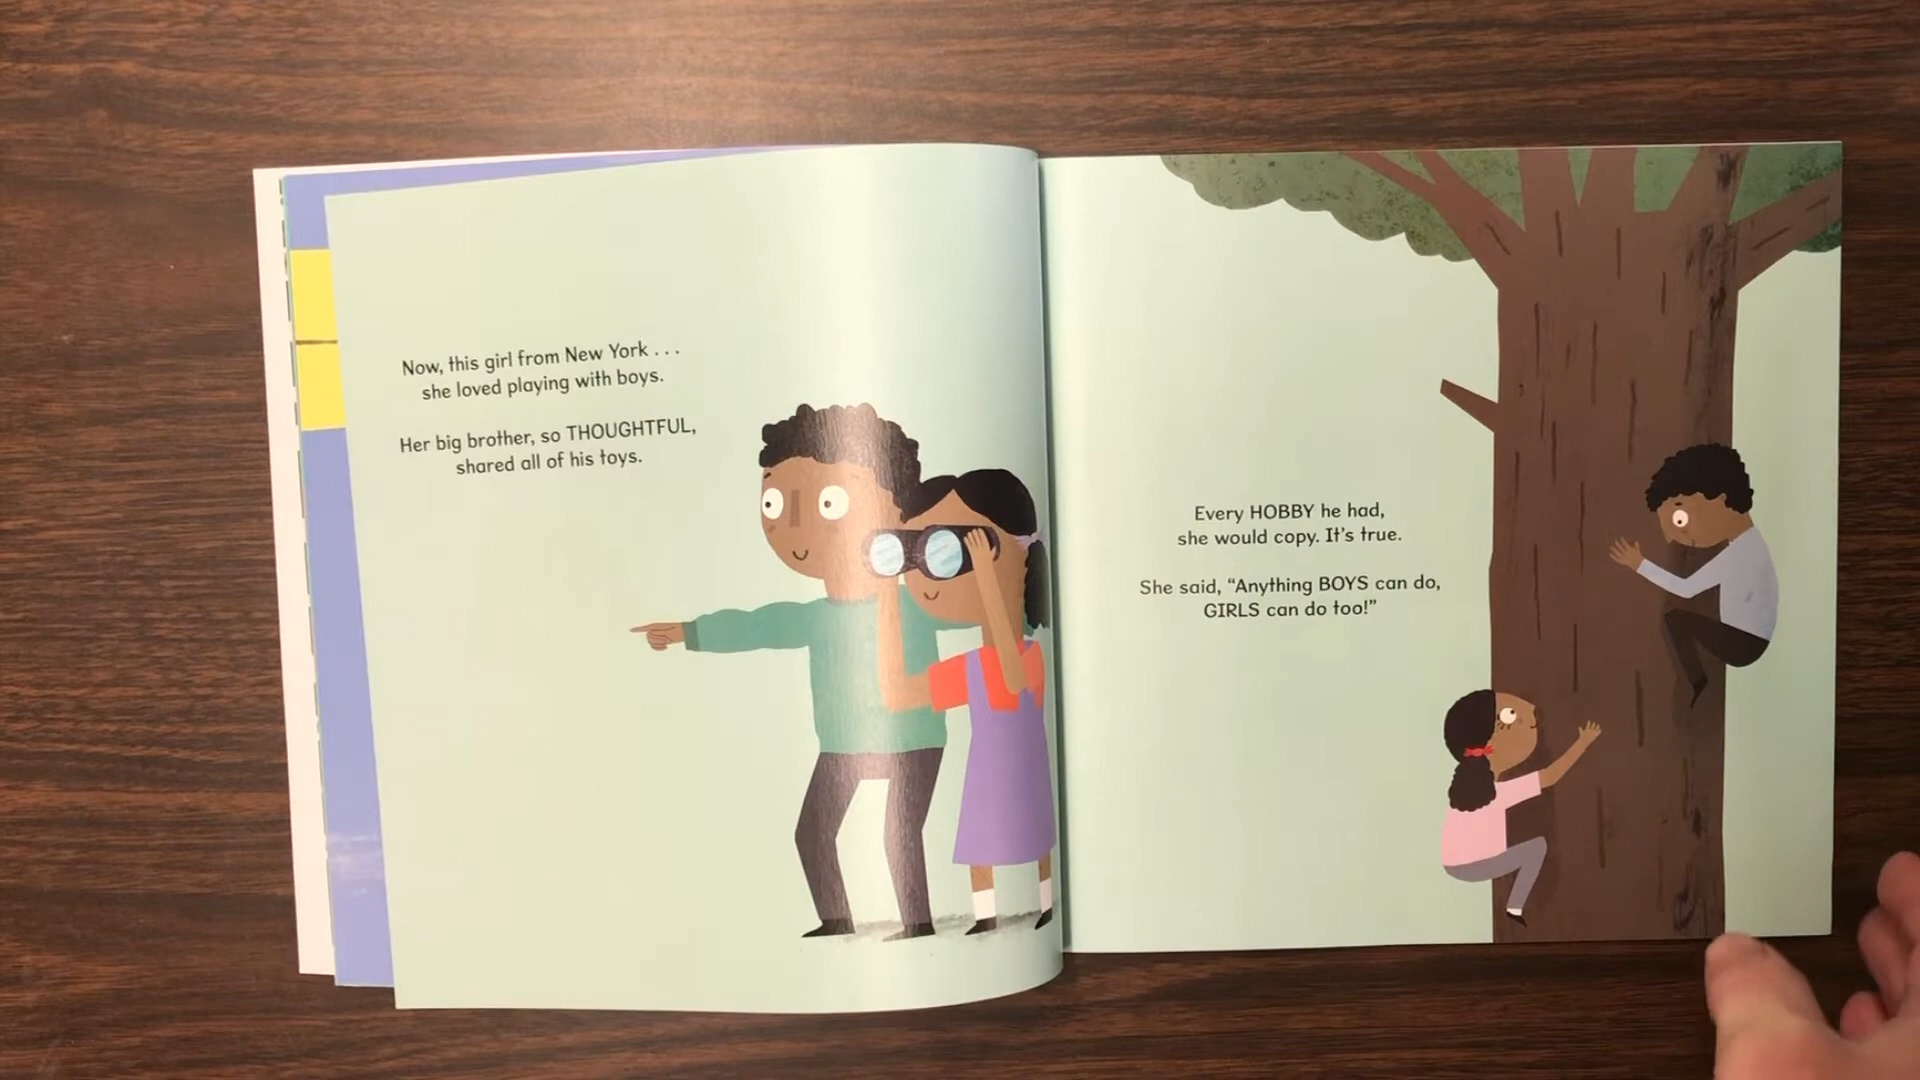 Now, this girl from New York . . .
she loved playing with boys.
Her big brother, so THOUGHTFUL,
shared all of his toys.
Every HOBBY he had,
she would copy. It's true.
She said, “Anything BOYS can do,
GIRLS can do too!”